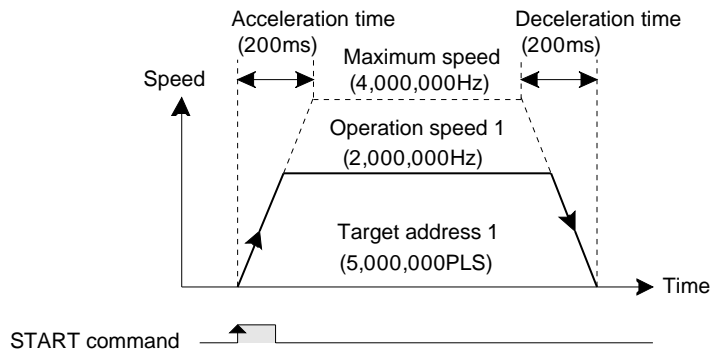 Acceleration time
(200ms)
Deceleration time
(200ms)
Maximum speed
(4,000,000Hz)
Speed
Operation speed 1
(2,000,000Hz)
Target address 1
(5,000,000PLS)
Time
START command